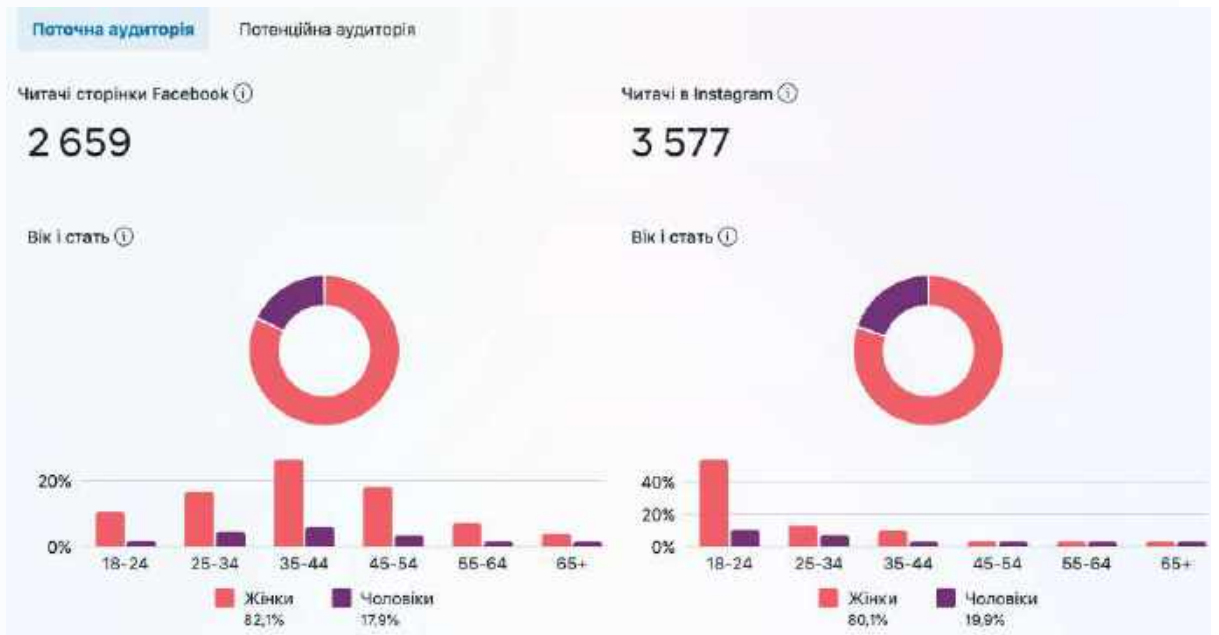 Поточна аудиторія Потенційна аудиторія
Читачі сторінки Facebook
2 659
Вік і стать
20%
0%
18-24 25-34 35-44 45-54 55-64 65+
Жінки Чоловіки
82,1% 17,9%
Читачі в Instagram
3 577
Вік і стать
40%
20%
0%
18-24 25-34 35-44 45-54 55-64 65+
Жінки Чоловіки
80,1% 19,9%